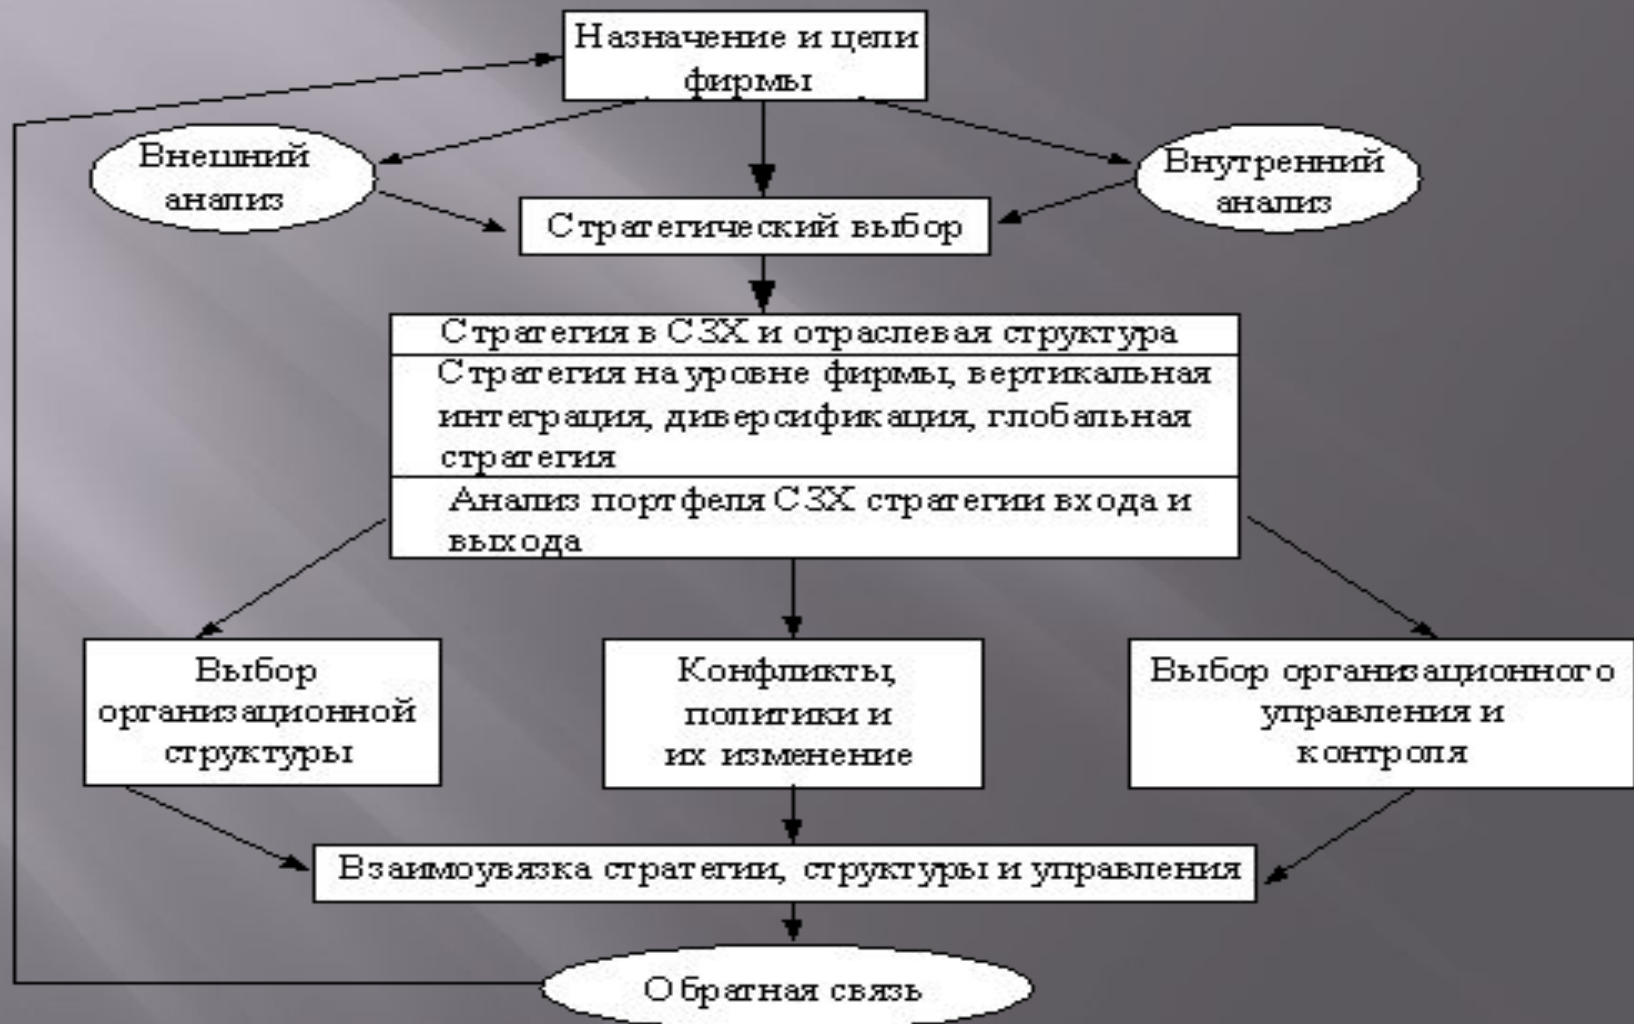 Назначение и цели
фирмы
Внешний
анализ
Внутренний
анализ
Стратегический выбор
Стратегия в СЗХ и отраслевая структура
Стратегия на уровне фирмы, вертикальная
интеграция, диверсификация, глобальная
стратегия
Анализ портфеля СЗХ стратегии входа и
выхода
Выбор
организационной
структуры
Конфликты,
политики и
их изменение
Выбор организационного
управления и
контроля
Взаимоувязка стратегии, структуры и управления
Обратная связь